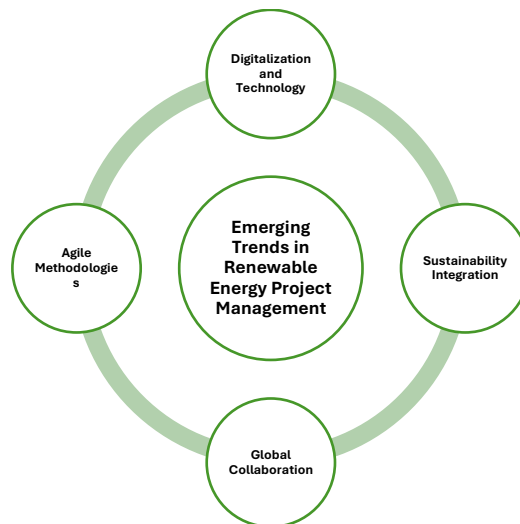 Digitalization
and
Technology
Emerging
Trends in
Renewable
Energy Project
Management
Agile
Methodologie
s
Sustainability
Integration
Global
Collaboration